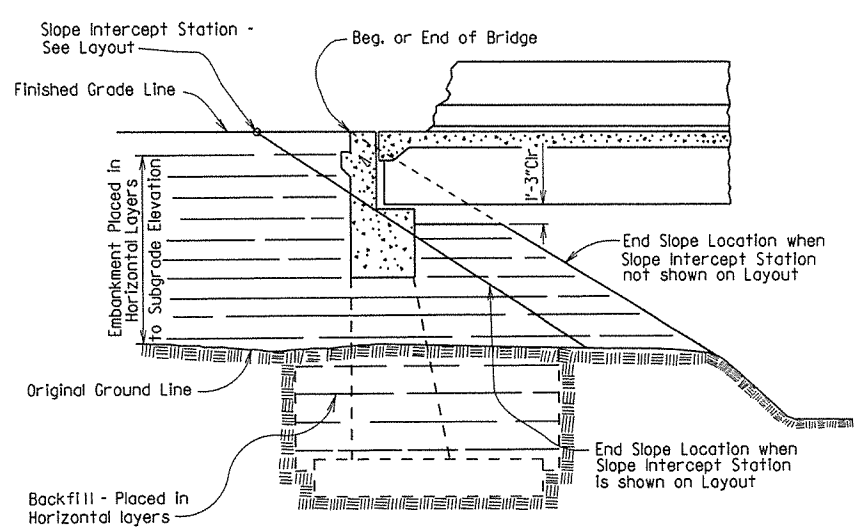 Slope Intercept Station -
See Layout
Beg. or End of Bridge
Finished Grade Line
Embankment Placed in
Horizontal Layers
to Subgrade Elevation
1'-3"Clr.
End Slope Location when
Slope Intercept Station
not shown on Layout
Original Ground Line
End Slope Location when
Slope Intercept Station
is shown on Layout
Backfill - Placed in
Horizontal layers